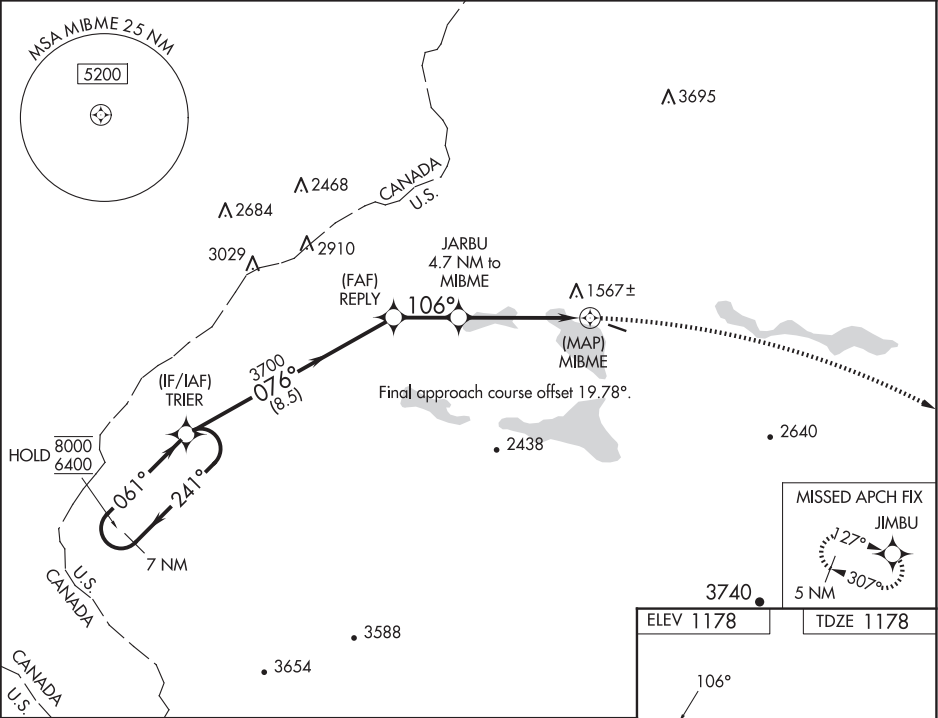 MSA MIBME 25 NM
5200
3695
CANADA
U.S.
2468
2684
2910
3029
JARBU
4.7 NM to
MIBME
(FAF)
REPLY
106°
1567±
(MAP)
MIBME
3700
076°
(8.5)
(IF/IAF)
TRIER
Final approach course offset 19.78°.
HOLD
8000
6400
061°
241°
7 NM
2438
2640
MISSED APCH FIX
JIMBU
127°
307°
5 NM
U.S.
CANADA
3740
ELEV 1178
TDZE 1178
3588
3654
CANADA
U.S.
106°